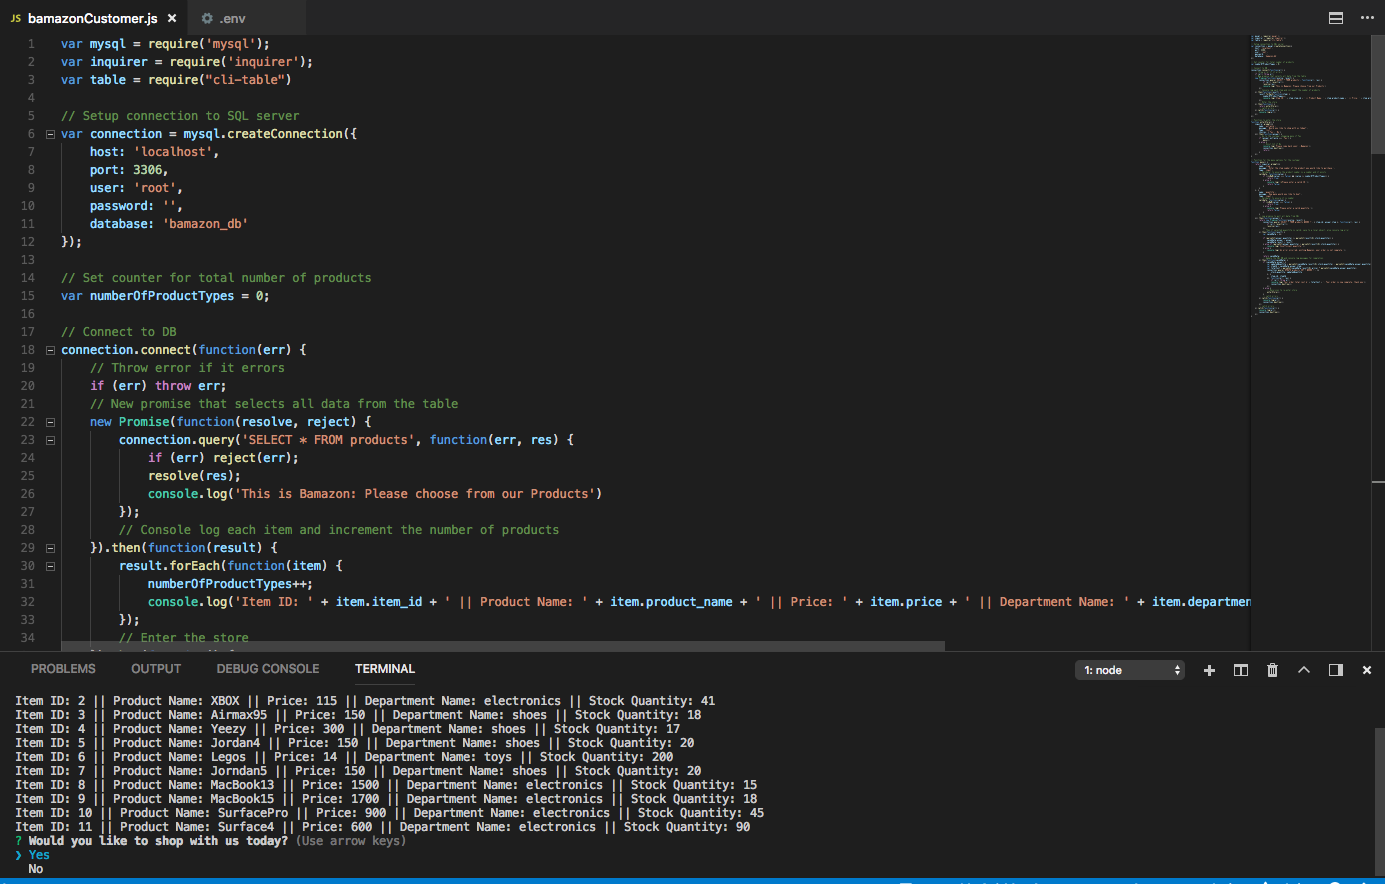 JS bamazonCustomer.js × .env
1 var mysql = require('mysql');
2 var inquirer = require('inquirer');
3 var table = require("cli-table")
4
5 // Setup connection to SQL server
6 var connection = mysql.createConnection({
7 host: 'localhost',
8 port: 3306,
9 user: 'root',
10 password: '',
11 database: 'bamazon_db'
12 });
13
14 // Set counter for total number of products
15 var numberOfProductTypes = 0;
16
17 // Connect to DB
18 connection.connect(function(err) {
19 // Throw error if it errors
20 if (err) throw err;
21 // New promise that selects all data from the table
22 new Promise(function(resolve, reject) {
23 connection.query('SELECT * FROM products', function(err, res) {
24 if (err) reject(err);
25 resolve(res);
26 console.log('This is Bamazon: Please choose from our Products')
27 });
28 // Console log each item and increment the number of products
29 }).then(function(result) {
30 result.forEach(function(item) {
31 numberOfProductTypes++;
32 console.log('Item ID: ' + item.item_id + ' || Product Name: ' + item.product_name + ' || Price: ' + item.price + ' || Department Name: ' + item.departmen
33 });
34 // Enter the store
PROBLEMS OUTPUT DEBUG CONSOLE TERMINAL 1: node
Item ID: 2 || Product Name: XBOX || Price: 115 || Department Name: electronics || Stock Quantity: 41
Item ID: 3 || Product Name: Airmax95 || Price: 150 || Department Name: shoes || Stock Quantity: 18
Item ID: 4 || Product Name: Yeezy || Price: 300 || Department Name: shoes || Stock Quantity: 17
Item ID: 5 || Product Name: Jordan4 || Price: 150 || Department Name: shoes || Stock Quantity: 20
Item ID: 6 || Product Name: Legos || Price: 14 || Department Name: toys || Stock Quantity: 200
Item ID: 7 || Product Name: Jorndan5 || Price: 150 || Department Name: shoes || Stock Quantity: 20
Item ID: 8 || Product Name: MacBook13 || Price: 1500 || Department Name: electronics || Stock Quantity: 15
Item ID: 9 || Product Name: MacBook15 || Price: 1700 || Department Name: electronics || Stock Quantity: 18
Item ID: 10 || Product Name: SurfacePro || Price: 900 || Department Name: electronics || Stock Quantity: 45
Item ID: 11 || Product Name: Surface4 || Price: 600 || Department Name: electronics || Stock Quantity: 90
? Would you like to shop with us today? (Use arrow keys)
❯ Yes
No